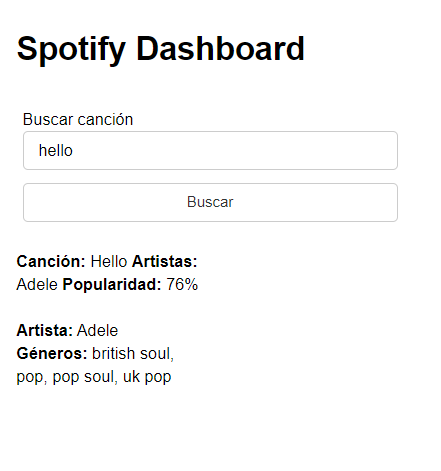 Spotify Dashboard
Buscar canción
hello
Buscar
Canción: Hello Artistas:
Adele Popularidad: 76%
Artista: Adele
Géneros: british soul,
pop, pop soul, uk pop